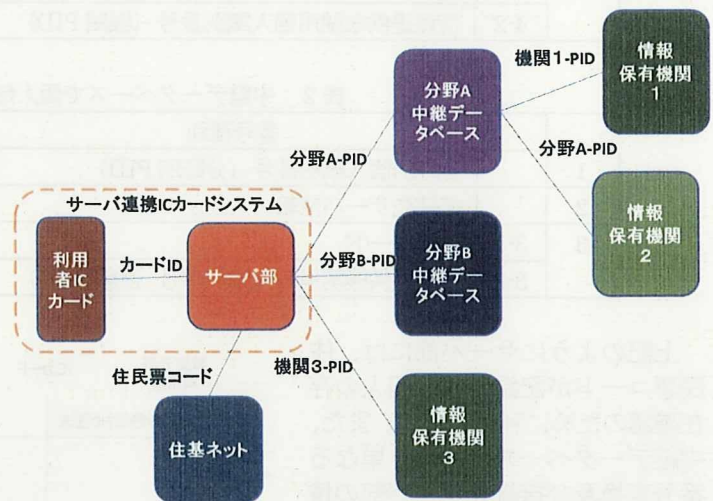 機関1-PID
情報
保有機関
1
分野A
中継デー
タベース
分野A-PID
分野A-PID
情報
保有機関
2
サーバ連携ICカードシステム
利用
者IC
カード
カードID
サーバ部
分野B-PID
分野B
中継デー
タベース
住民票コード
機関3-PID
住基ネット
情報
保有機関
3